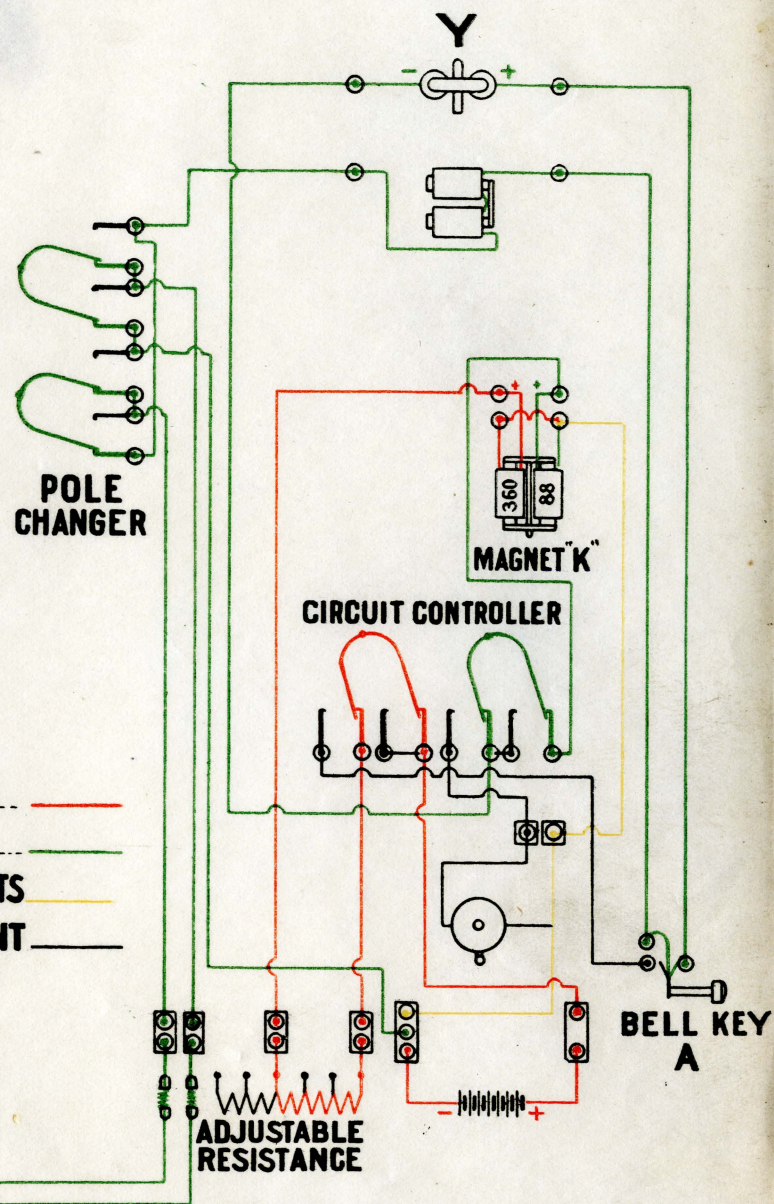 Y
- +
POLE
CHANGER
+ +
360 88
MAGNET "K"
CIRCUIT CONTROLLER
TS
NT
BELL KEY
A
- +
ADJUSTABLE
RESISTANCE